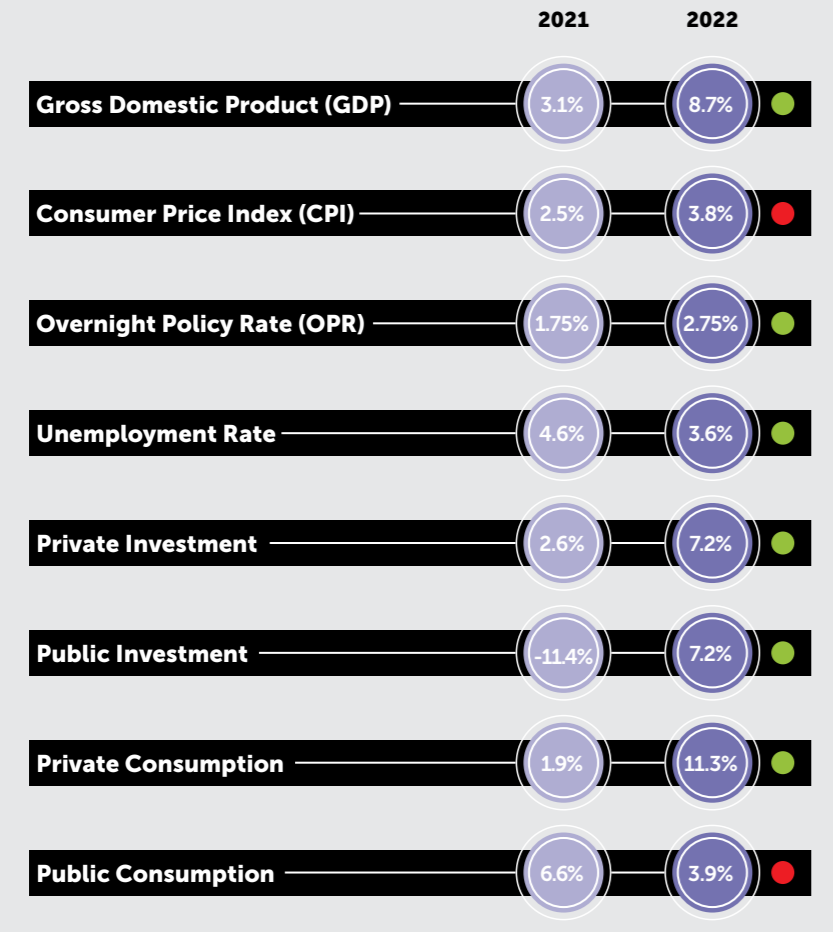 2021 2022
Gross Domestic Product (GDP) 3.1% 8.7%
Consumer Price Index (CPI) 2.5% 3.8%
Overnight Policy Rate (OPR) 1.75% 2.75%
Unemployment Rate 4.6% 3.6%
Private Investment 2.6% 7.2%
Public Investment -11.4% 7.2%
Private Consumption 1.9% 11.3%
Public Consumption 6.6% 3.9%